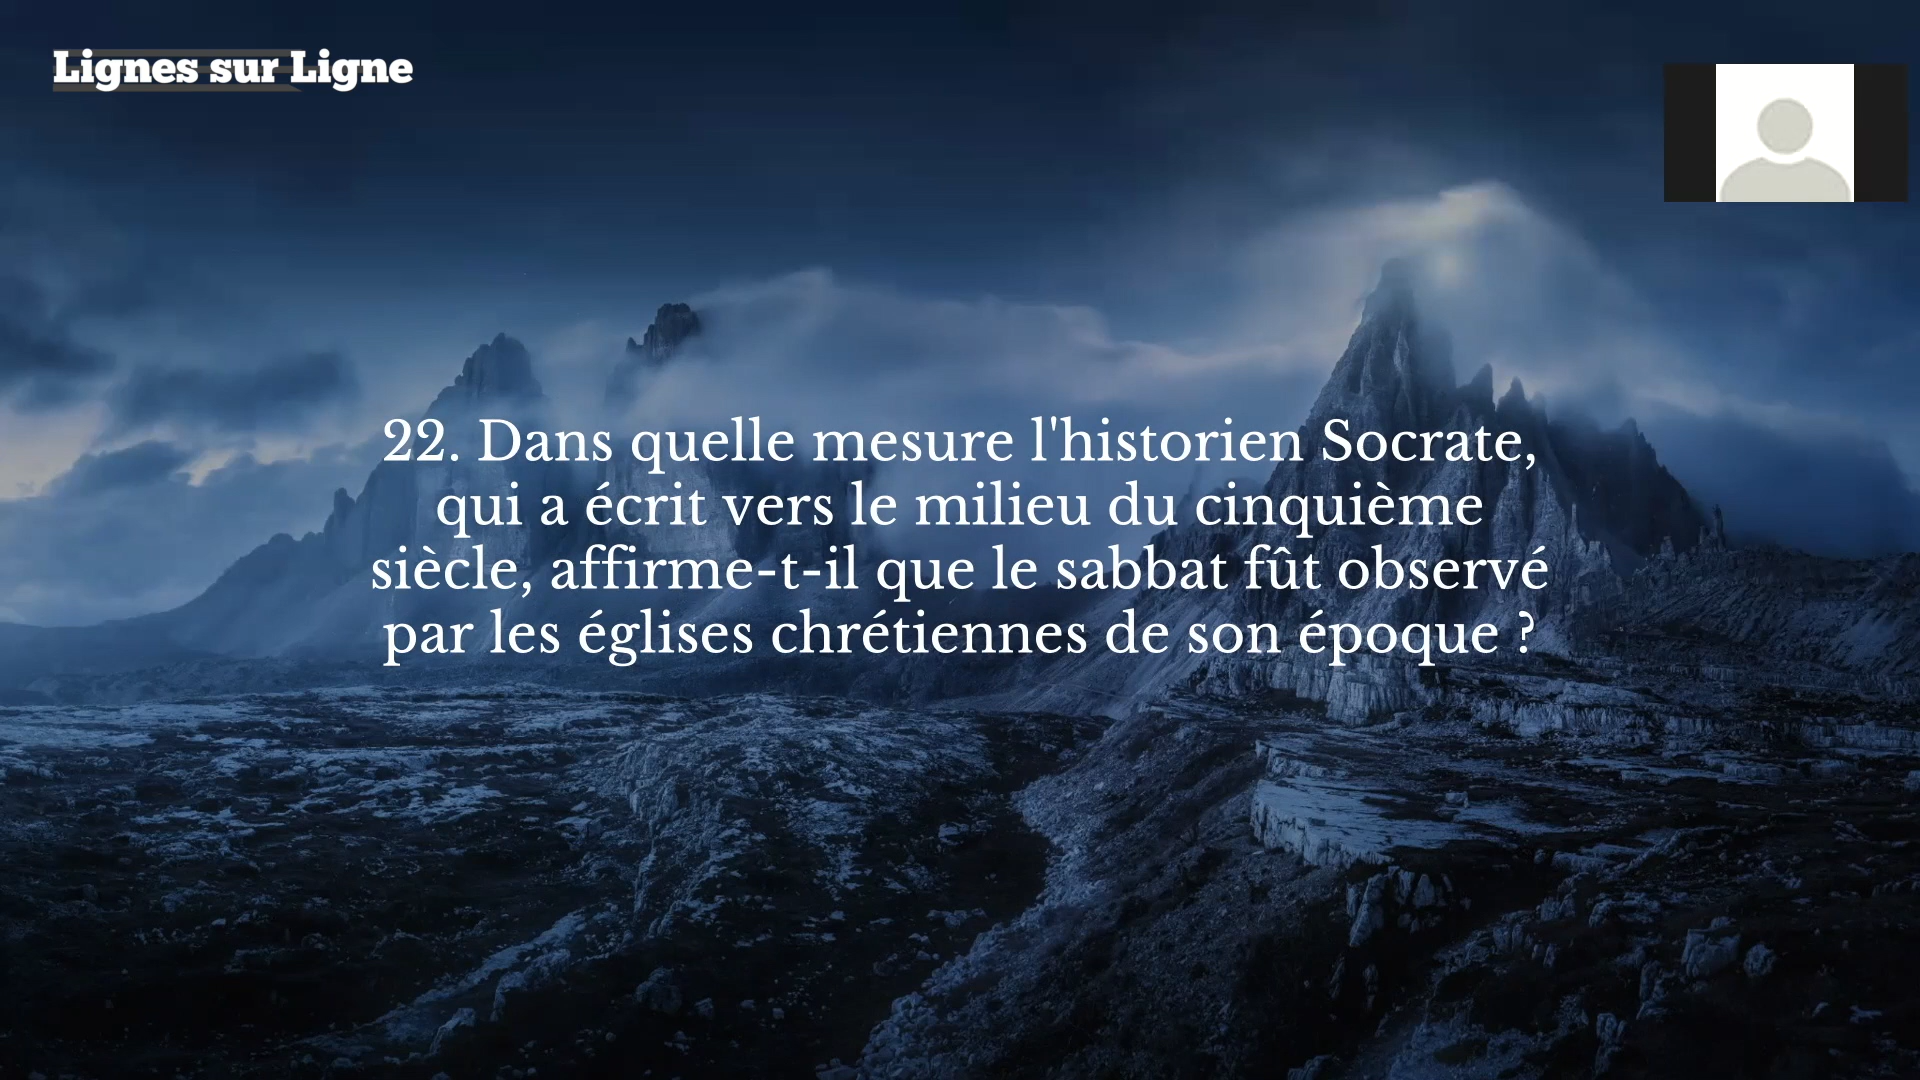 Lignes sur Ligne
22. Dans quelle mesure l'historien Socrate,
qui a écrit vers le milieu du cinquième
siècle, affirme-t-il que le sabbat fût observé
par les églises chrétiennes de son époque ?